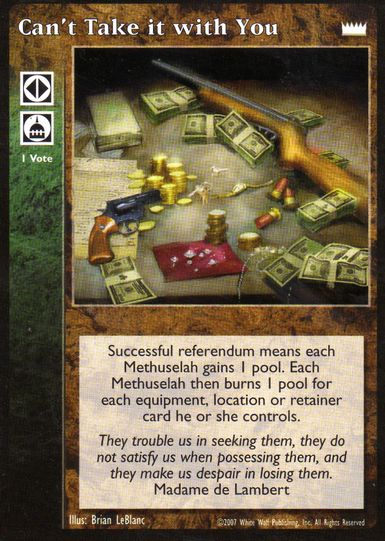 Can't Take it with You
1 Vote
Successful referendum means each
Methuselah gains 1 pool. Each
Methuselah then burns 1 pool for
each equipment, location or retainer
card he or she controls.
They trouble us in seeking them, they do
not satisfy us when possessing them, and
they make us despair in losing them.
Madame de Lambert
Illus: Brian LeBlanc
©2007 White Wolf Publishing, Inc. All Rights Reserved